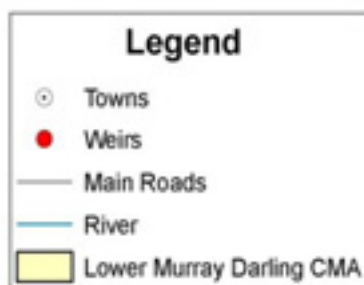 Legend
Towns
Weirs
Main Roads
River
Lower Murray Darling CMA